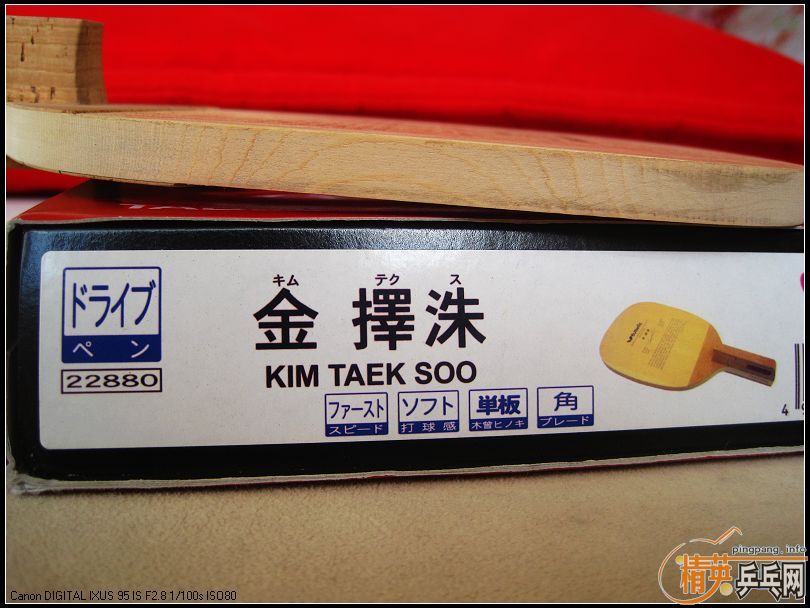 ドライブ
ペン
22880
キム テク ス
金擇洙
KIM TAEK SOO
ファースト
スピード
ソフト
打球感
単板
木曽ヒノキ
角
ブレード
4
pingpang.info
精英乒乓网
Canon DIGITAL IXUS 95 IS F2.8 1/100s ISO80